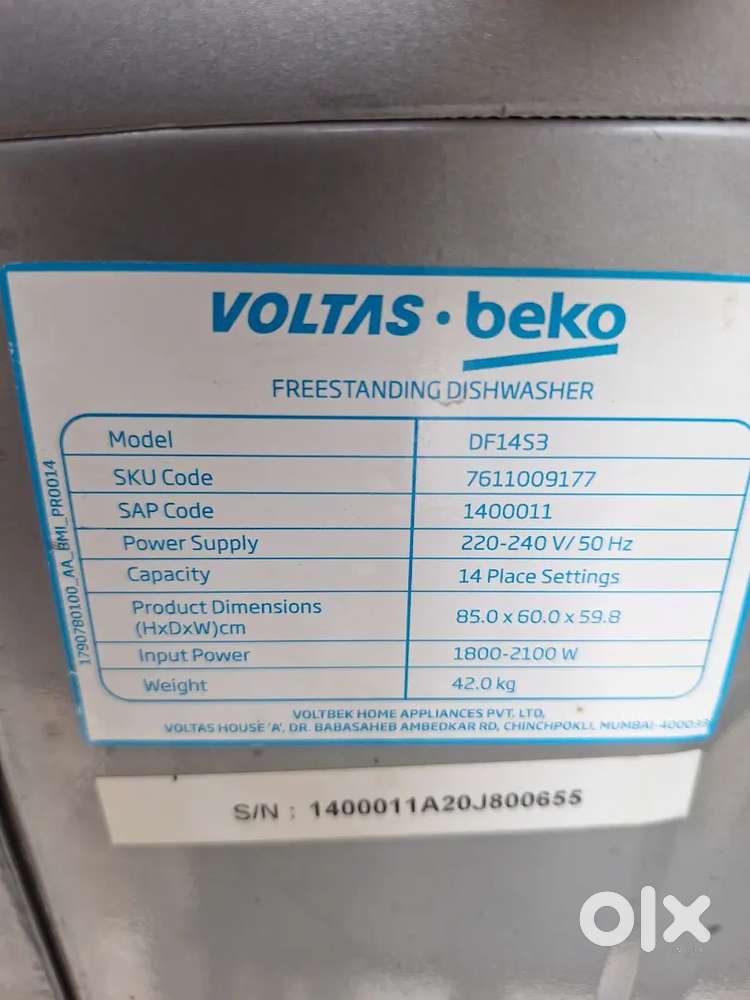 VOLTAS • beko
FREESTANDING DISHWASHER
Model DF14S3
SKU Code 7611009177
SAP Code 1400011
Power Supply 220-240 V/ 50 Hz
Capacity 14 Place Settings
Product Dimensions
(HxDxW)cm 85.0 x 60.0 x 59.8
Input Power 1800-2100 W
Weight 42.0 kg
VOLTBEK HOME APPLIANCES PVT. LTD,
VOLTAS HOUSE 'A', DR. BABASAHEB AMBEDKAR RD, CHINCHPOKLI, MUMBAI-400033
1790780100_AA_BMI_PR0014
S/N : 1400011A20J800655
olx